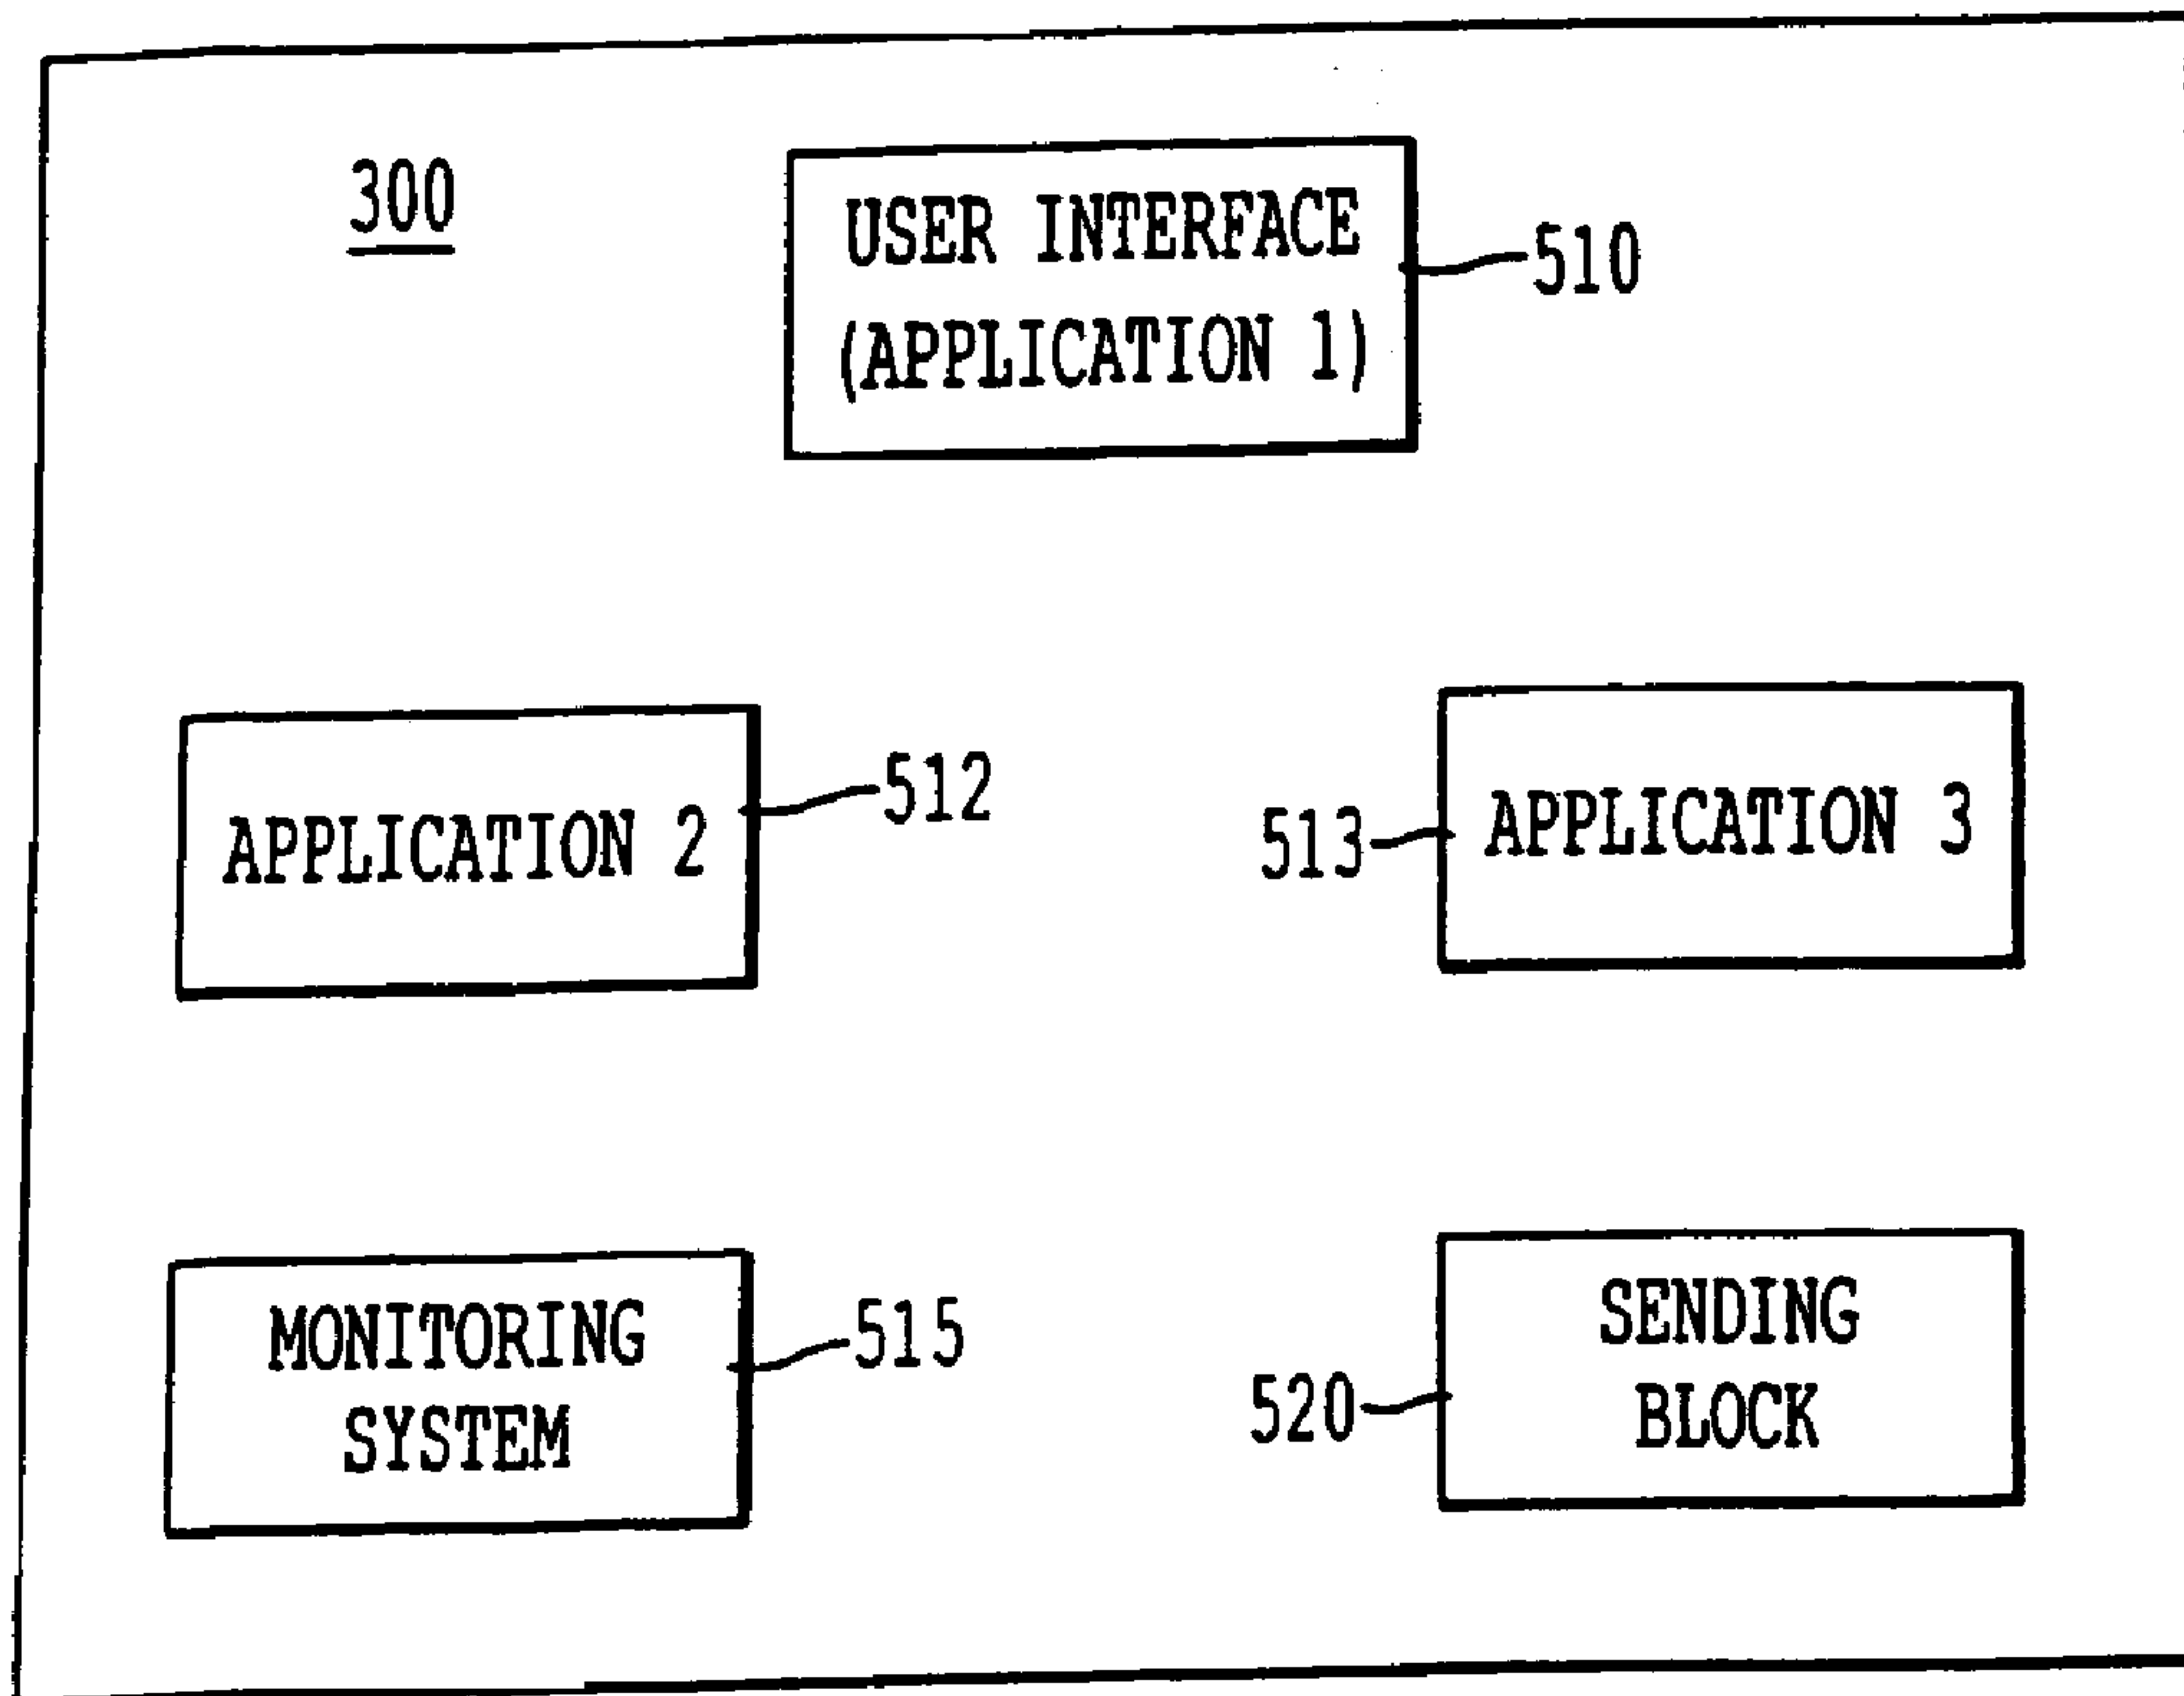 300
USER INTERFACE
(APPLICATION 1)
510
APPLICATION 2
512
513
APPLICATION 3
MONITORING
SYSTEM
515
520
SENDING
BLOCK